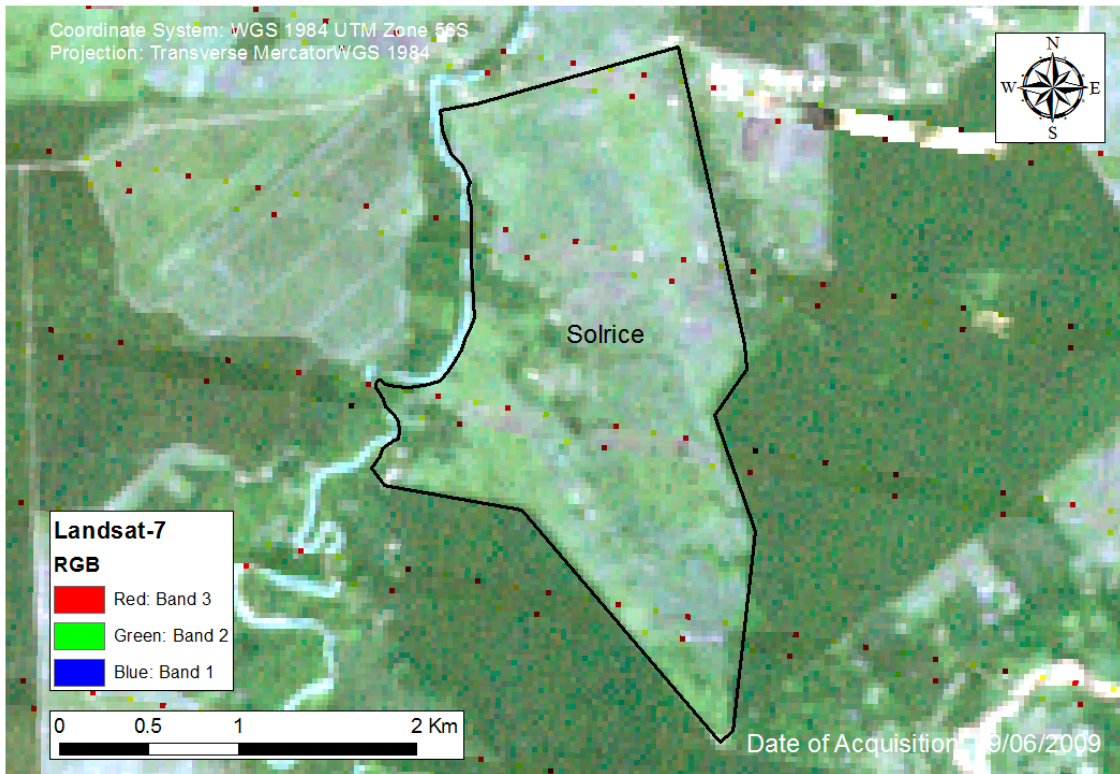 Coordinate System: WGS 1984 UTM Zone 56S
Projection: Transverse MercatorWGS 1984
N
W E
S
Solrice
Landsat-7
RGB
Red: Band 3
Green: Band 2
Blue: Band 1
0 0.5 1 2 Km
Date of Acquisition